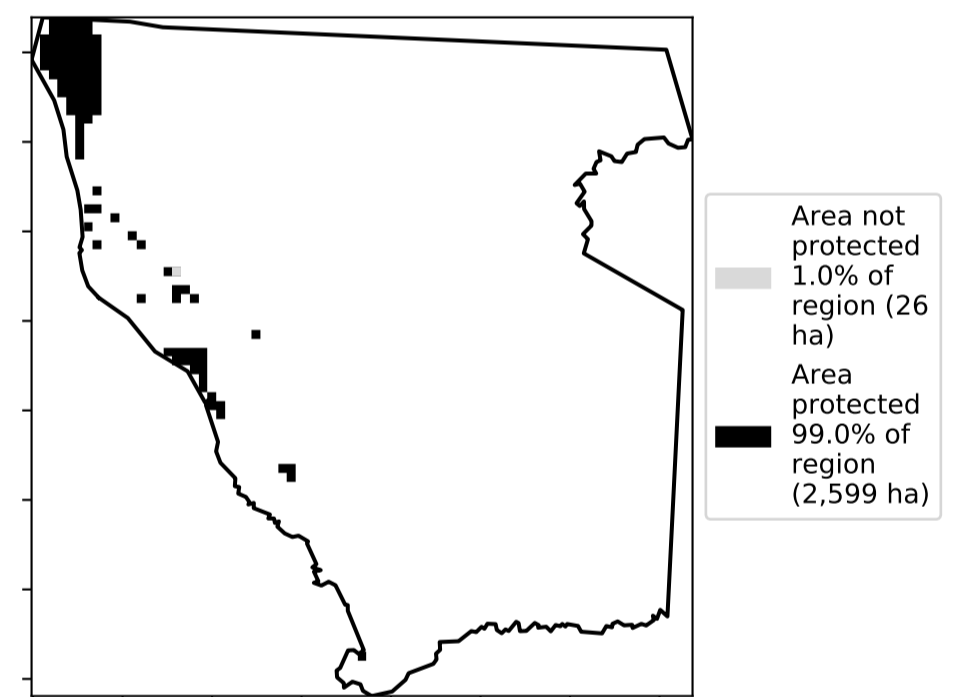 Area not
protected
1.0% of
region (26
ha)
Area
protected
99.0% of
region
(2,599 ha)